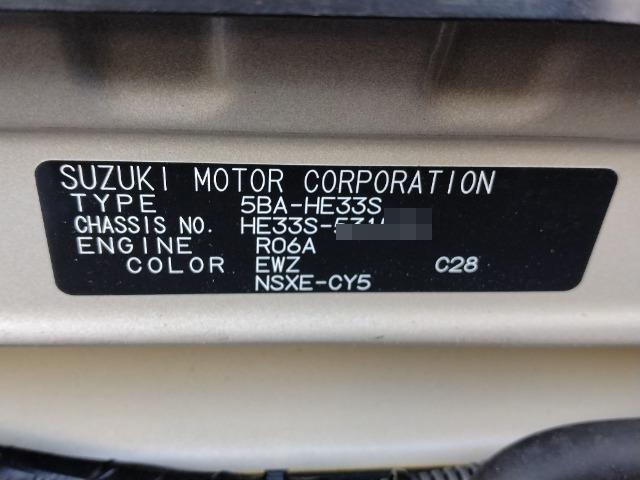 SUZUKI MOTOR CORPORATION
TYPE 5BA-HE33S
CHASSIS NO. HE33S-
ENGINE R06A
COLOR EWZ C28
NSXE-CY5